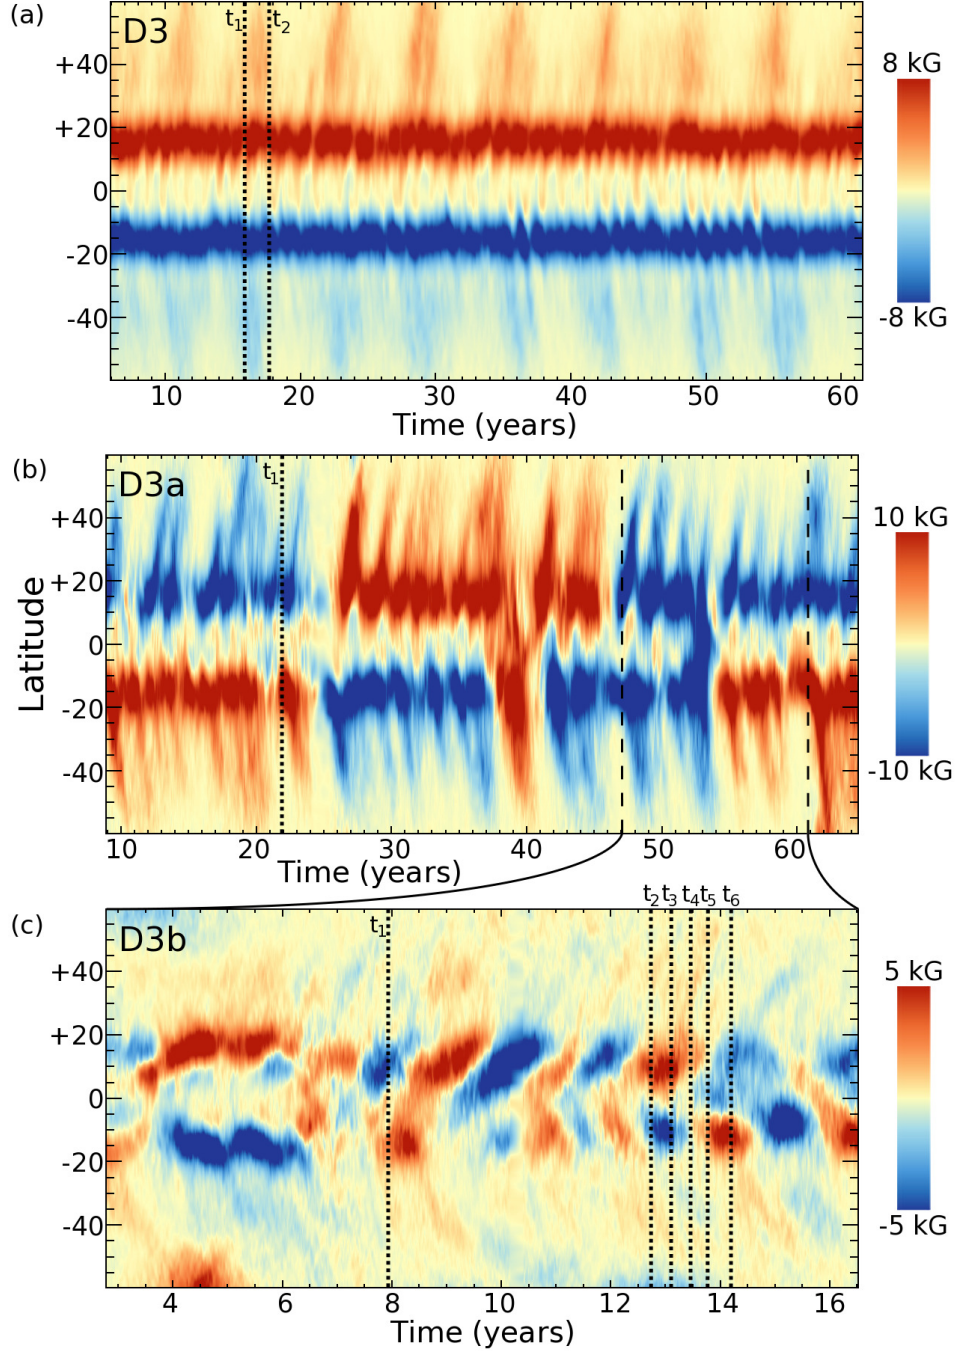 (a)
D3
t1
t2
+40
+20
0
-20
-40
10
20
30
40
50
60
Time (years)
8 kG
-8 kG
(b)
D3a
t1
+40
+20
0
-20
-40
Latitude
10
20
30
40
50
60
Time (years)
10 kG
-10 kG
(c)
D3b
t1
t2
t3
t4
t5
t6
+40
+20
0
-20
-40
4
6
8
10
12
14
16
Time (years)
5 kG
-5 kG